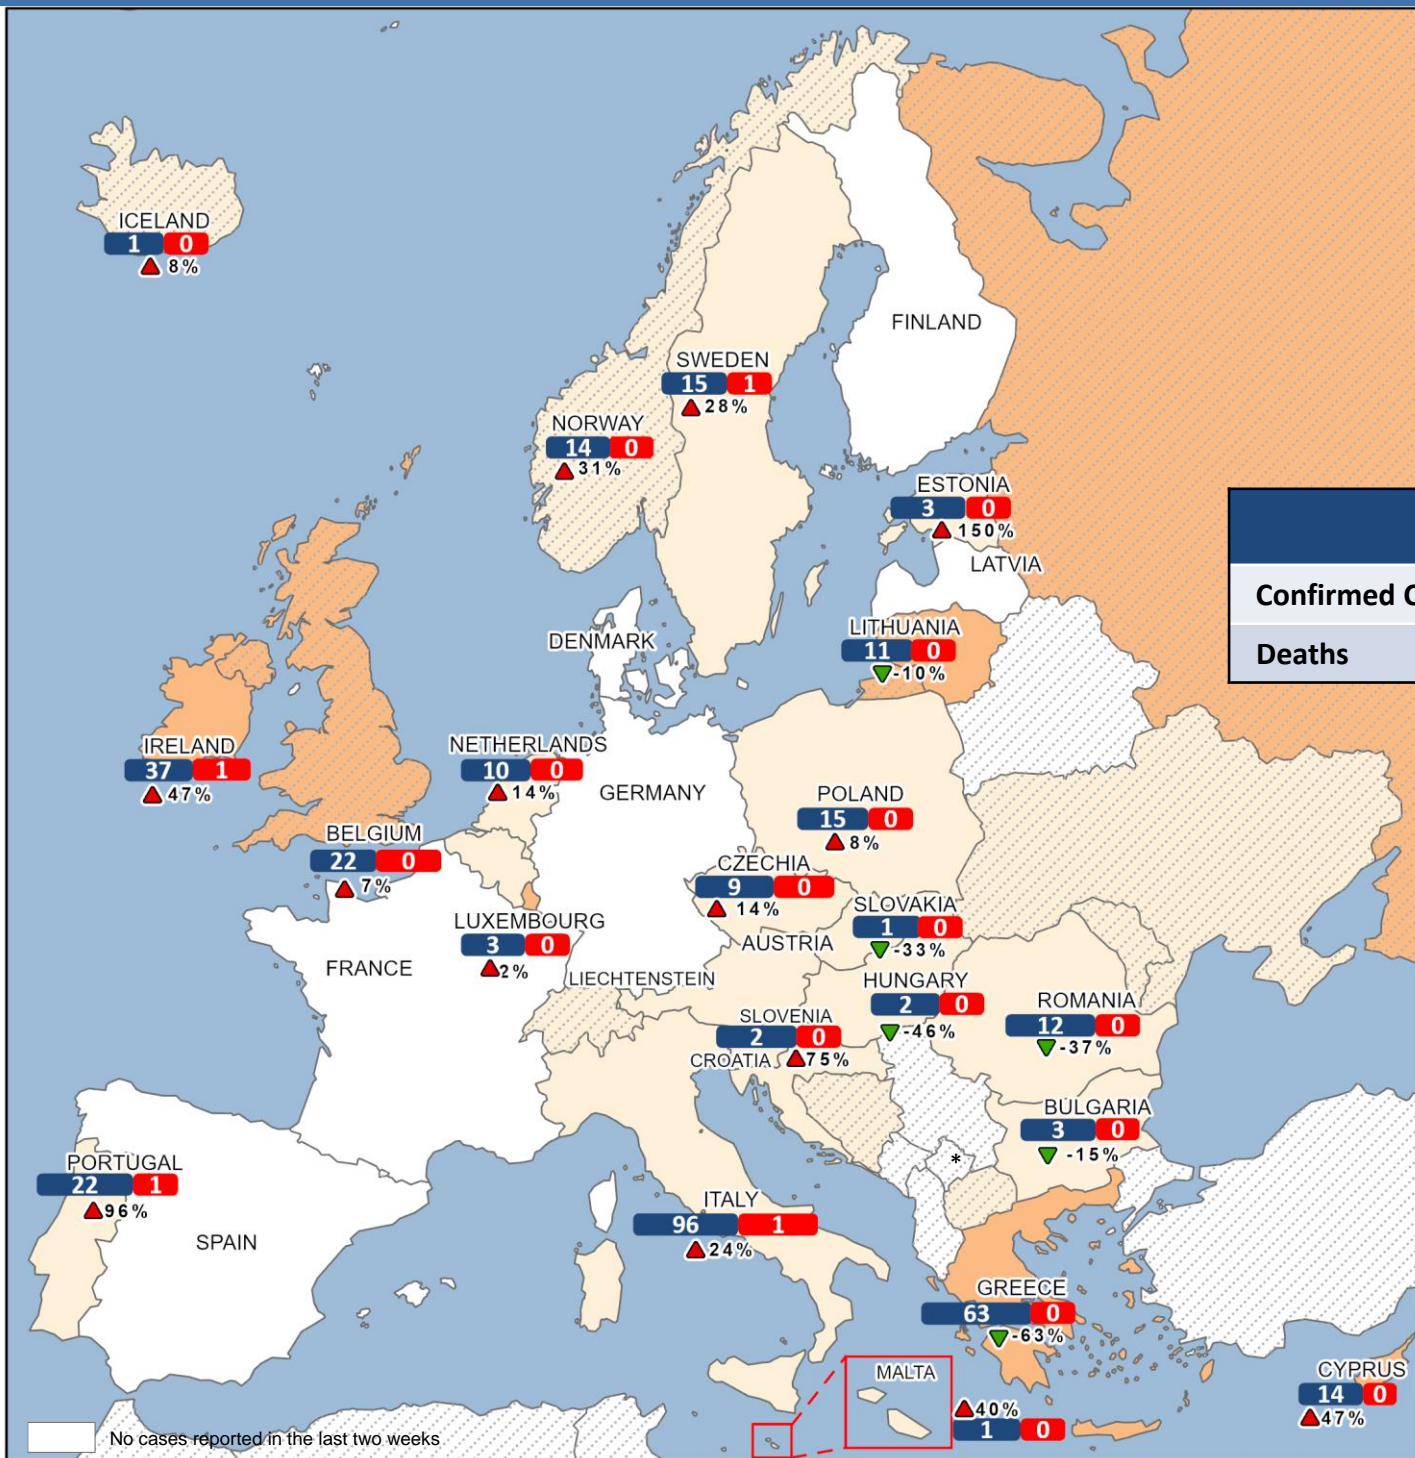 ICELAND
1 0
8%
FINLAND
SWEDEN
15 1
28%
NORWAY
14 0
31%
ESTONIA
3 0
150%
LATVIA
Confirmed C
Deaths
DENMARK
LITHUANIA
11 0
-10%
IRELAND
37 1
47%
NETHERLANDS
10 0
14%
GERMANY
POLAND
15 0
8%
BELGIUM
22 0
7%
CZECHIA
9 0
14%
SLOVAKIA
1 0
-33%
LUXEMBOURG
3 0
2%
AUSTRIA
FRANCE
LIECHTENSTEIN
HUNGARY
2 0
-46%
ROMANIA
12 0
-37%
SLOVENIA
2 0
75%
CROATIA
BULGARIA
3 0
-15%
*
PORTUGAL
22 1
96%
SPAIN
ITALY
96 1
24%
GREECE
63 0
-63%
MALTA
40%
1 0
CYPRUS
14 0
47%
No cases reported in the last two weeks